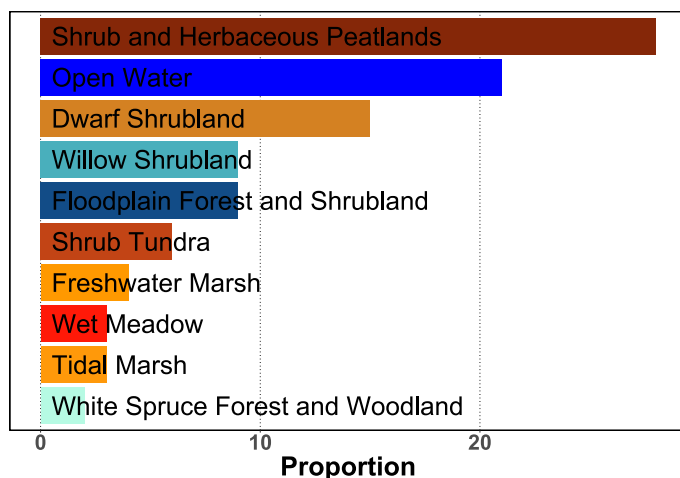 Shrub and Herbaceous Peatlands
Open Water
Dwarf Shrubland
Willow Shrubland
Floodplain Forest and Shrubland
Shrub Tundra
Freshwater Marsh
Wet Meadow
Tidal Marsh
White Spruce Forest and Woodland
0 10 20
Proportion